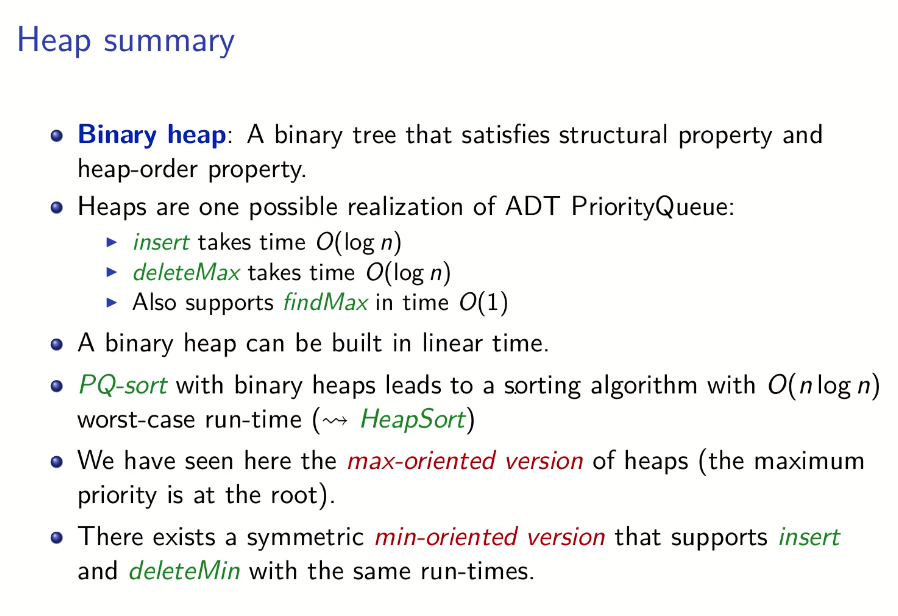 Heap summary
Binary heap: A binary tree that satisfies structural property and
heap-order property.
Heaps are one possible realization of ADT PriorityQueue:
insert takes time O(log n)
deleteMax takes time O(log n)
Also supports findMax in time O(1)
A binary heap can be built in linear time.
PQ-sort with binary heaps leads to a sorting algorithm with O(n log n)
worst-case run-time (⇝ HeapSort)
We have seen here the max-oriented version of heaps (the maximum
priority is at the root).
There exists a symmetric min-oriented version that supports insert
and deleteMin with the same run-times.